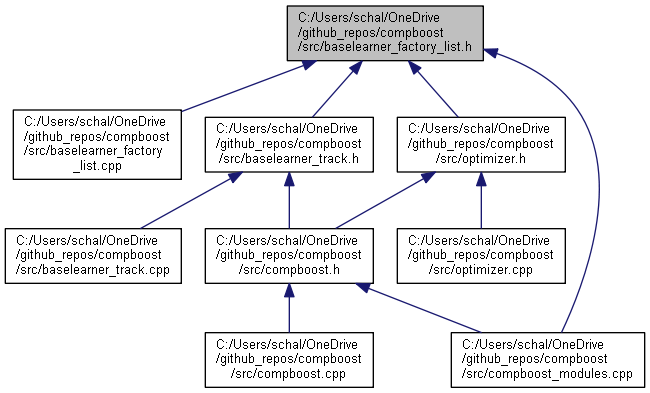 C:/Users/schal/OneDrive
/github_repos/compboost
/src/baselearner_factory_list.h
C:/Users/schal/OneDrive
/github_repos/compboost
/src/baselearner_factory
_list.cpp
C:/Users/schal/OneDrive
/github_repos/compboost
/src/baselearner_track.h
C:/Users/schal/OneDrive
/github_repos/compboost
/src/optimizer.h
C:/Users/schal/OneDrive
/github_repos/compboost
/src/baselearner_track.cpp
C:/Users/schal/OneDrive
/github_repos/compboost
/src/compboost.h
C:/Users/schal/OneDrive
/github_repos/compboost
/src/optimizer.cpp
C:/Users/schal/OneDrive
/github_repos/compboost
/src/compboost.cpp
C:/Users/schal/OneDrive
/github_repos/compboost
/src/compboost_modules.cpp